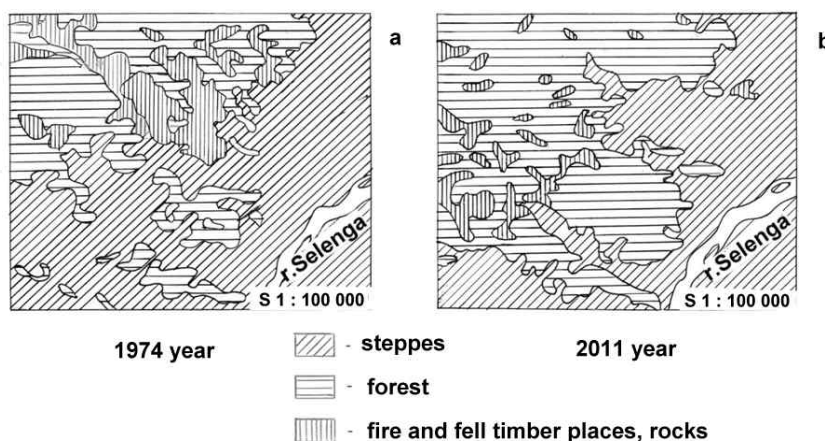 a
b
r.Selenga
r.Selenga
S 1 : 100 000
S 1 : 100 000
1974 year
2011 year
- steppes
- forest
- fire and fell timber places, rocks